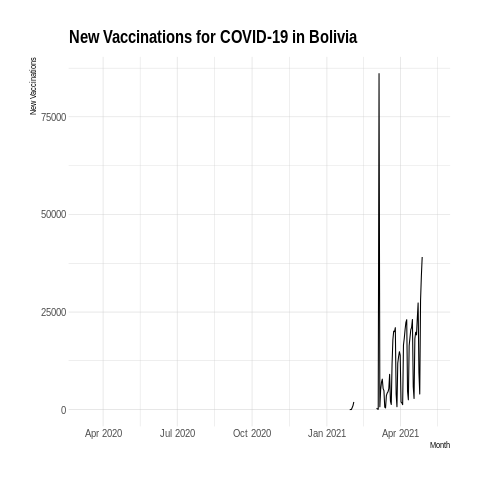 New Vaccinations for COVID-19 in Bolivia
New Vaccinations
75000
50000
25000
0
Apr 2020 Jul 2020 Oct 2020 Jan 2021 Apr 2021
Month